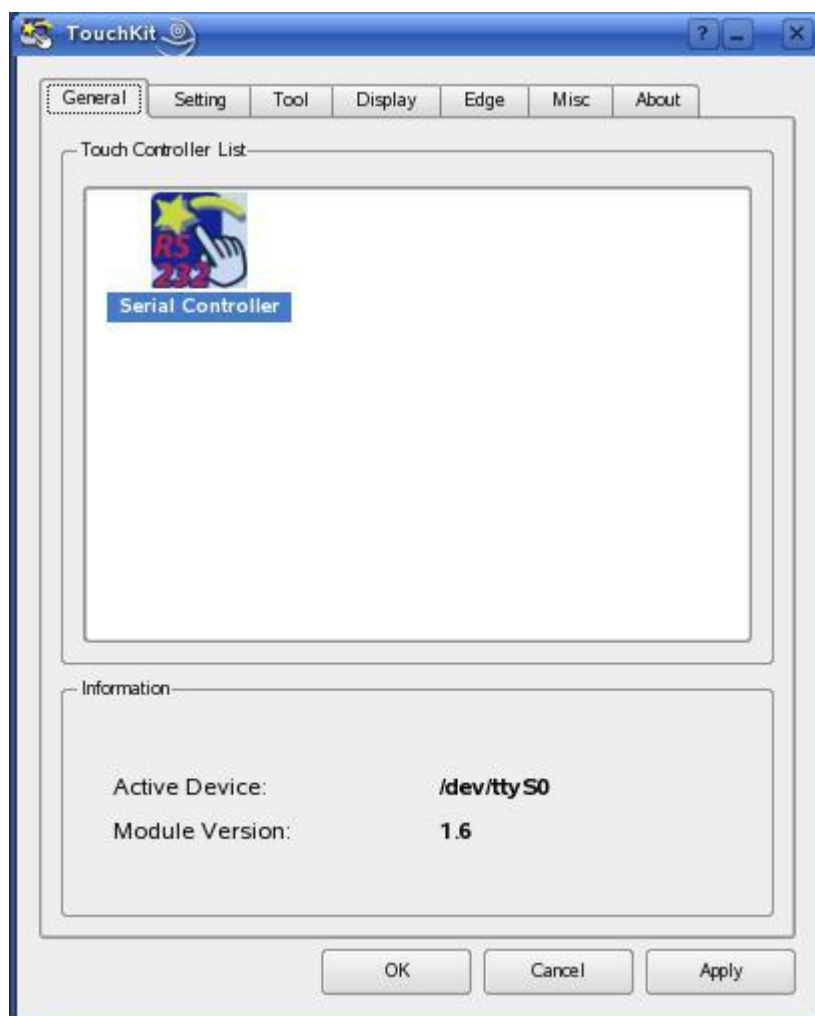 TouchKit
General Setting Tool Display Edge Misc About
Touch Controller List
RS
232
Serial Controller
Information
Active Device: /dev/ttyS0
Module Version: 1.6
OK Cancel Apply